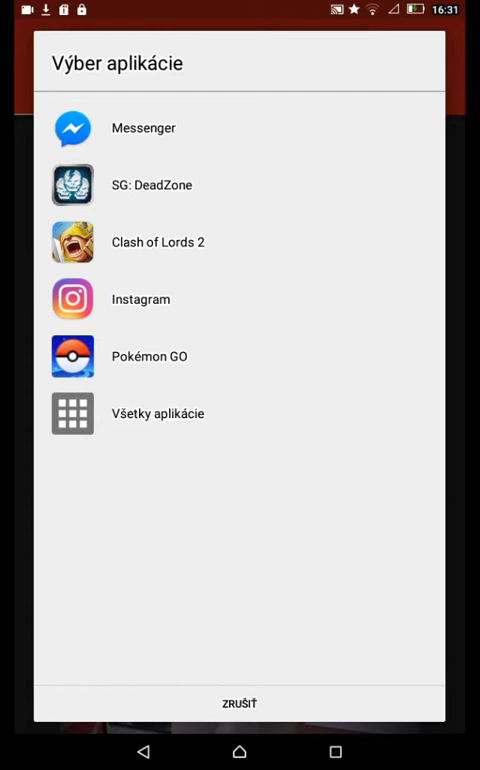 16:31
Výber aplikácie
Messenger
SG: DeadZone
Clash of Lords 2
Instagram
Pokémon GO
Všetky aplikácie
ZRUŠIŤ